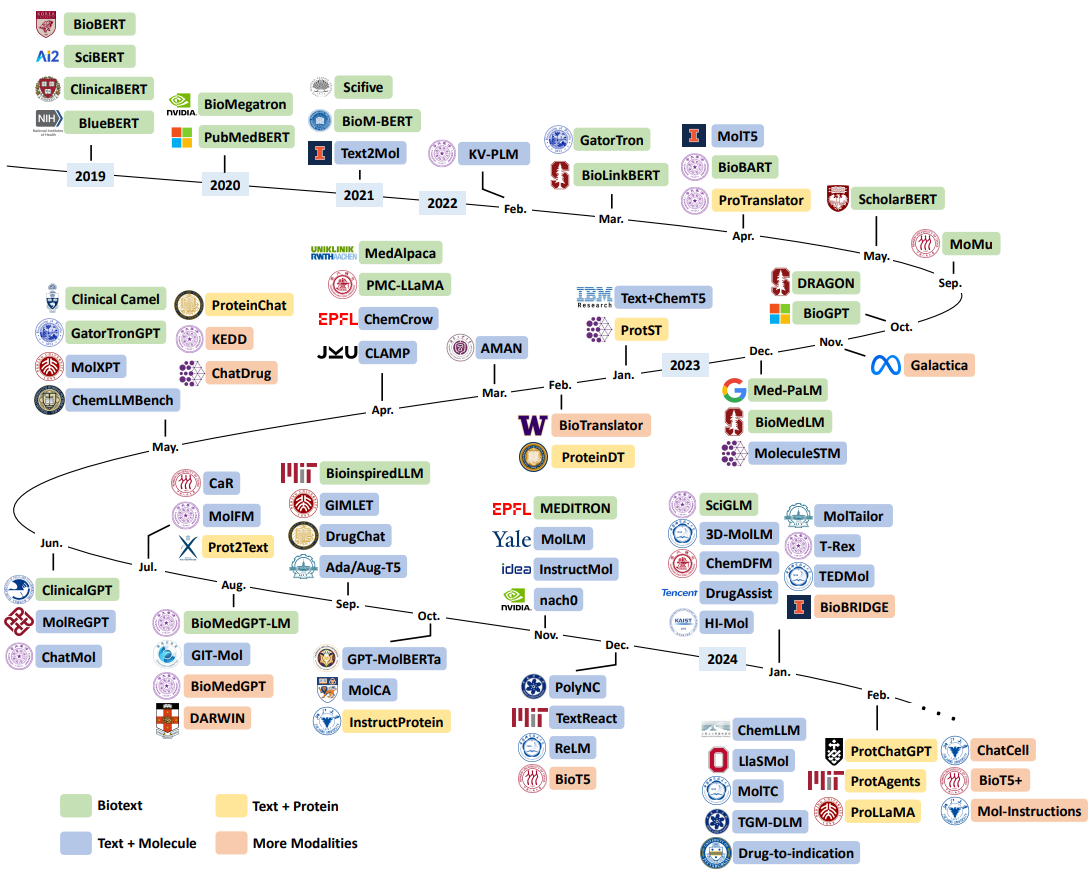 BioBERT
Ai2 SciBERT
ClinicalBERT
NIH BlueBERT
National Institutes of Health
2019
NVIDIA. BioMegatron
PubMedBERT
2020
Scifive
BioM-BERT
Text2Mol
2021
2022
KV-PLM
Feb.
GatorTron
BioLinkBERT
Mar.
MolT5
BioBART
ProTranslator
Apr.
ScholarBERT
May.
MoMu
Sep.
DRAGON
BioGPT
Oct.
Nov.
Galactica
Dec.
Med-PaLM
BioMedLM
MoleculeSTM
2023
IBM Research Text+ChemT5
ProtST
Jan.
Feb.
W BioTranslator
ProteinDT
AMAN
Mar.
UNIKLINIK RWTHAACHEN MedAlpaca
PMC-LLaMA
EPFL ChemCrow
JKU CLAMP
Apr.
Clinical Camel
GatorTronGPT
MolXPT
ChemLLMBench
ProteinChat
KEDD
ChatDrug
May.
Jun.
ClinicalGPT
MolReGPT
ChatMol
CaR
MolFM
Prot2Text
Jul.
Aug.
BioMedGPT-LM
GIT-Mol
BioMedGPT
DARWIN
MIT BioinspiredLLM
GIMLET
DrugChat
Ada/Aug-T5
Sep.
Oct.
GPT-MolBERTa
MolCA
InstructProtein
EPFL MEDITRON
Yale MolLM
idea InstructMol
NVIDIA. nach0
Nov.
Dec.
PolyNC
MIT TextReact
ReLM
BioT5
2024
SciGLM
3D-MolLM
ChemDFM
Tencent DrugAssist
KAIST HI-Mol
MolTailor
T-Rex
TEDMol
BioBRIDGE
Jan.
Feb.
ChemLLM
LlaSMol
MolTC
TGM-DLM
Drug-to-indication
ProtChatGPT
MIT ProtAgents
ProLLaMA
ChatCell
BioT5+
Mol-Instructions
Biotext
Text + Protein
Text + Molecule
More Modalities